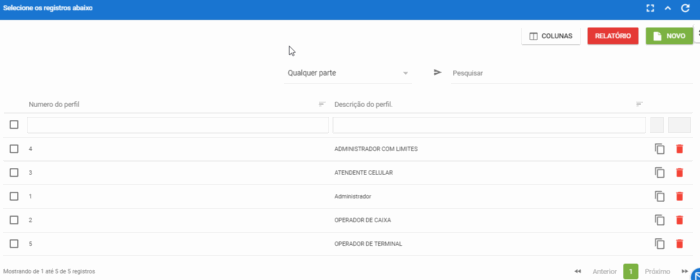 Selecione os registros abaixo
COLUNAS RELATÓRIO NOVO
Qualquer parte Pesquisar
Numero do perfil Descrição do perfil.
4 ADMINISTRADOR COM LIMITES
3 ATENDENTE CELULAR
1 Administrador
2 OPERADOR DE CAIXA
5 OPERADOR DE TERMINAL
Mostrando de 1 até 5 de 5 registros Anterior 1 Próximo